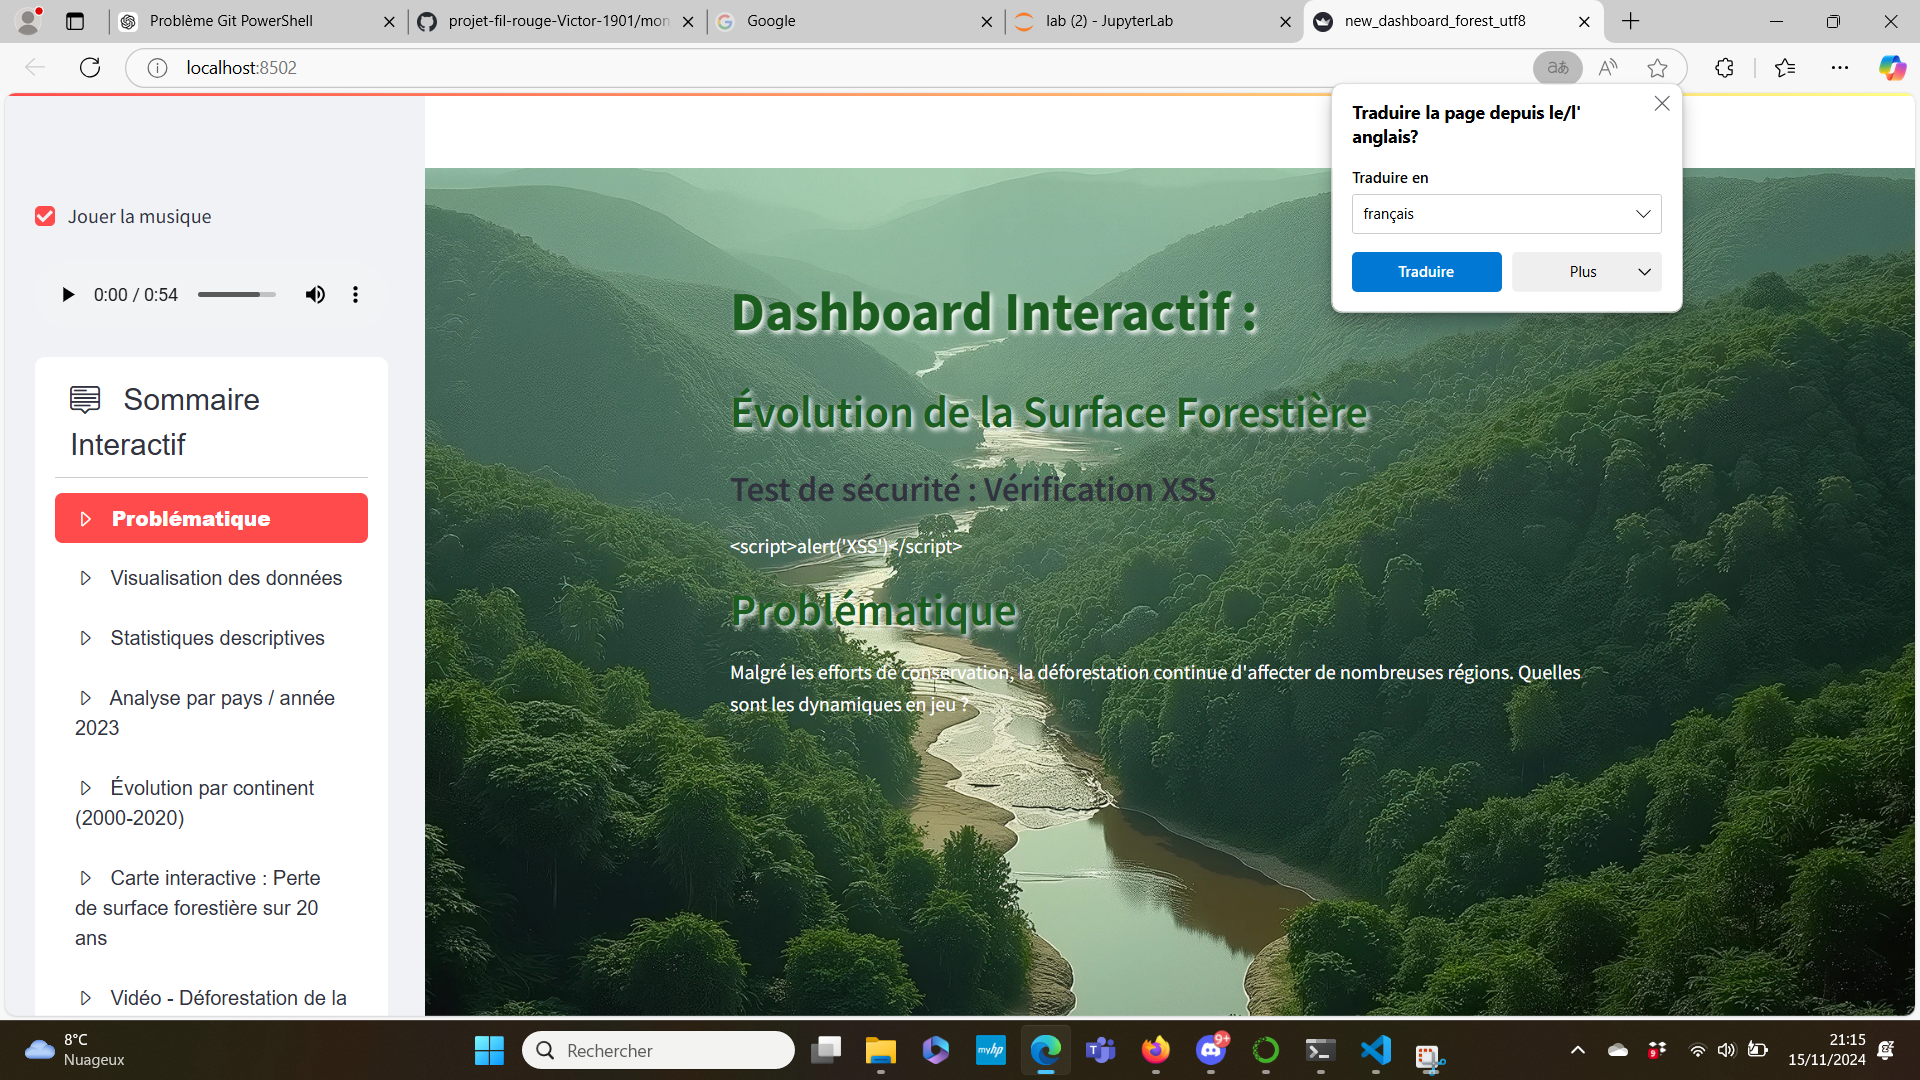 Problème Git PowerShell
projet-fil-rouge-Victor-1901/mon
Google
lab (2) - JupyterLab
new_dashboard_forest_utf8
localhost:8502
Traduire la page depuis le/l'
anglais?
Traduire en
français
Traduire
Plus
Jouer la musique
0:00 / 0:54
Sommaire
Interactif
Problématique
Visualisation des données
Statistiques descriptives
Analyse par pays / année
2023
Évolution par continent
(2000-2020)
Carte interactive : Perte
de surface forestière sur 20
ans
Vidéo - Déforestation de la
Dashboard Interactif :
Évolution de la Surface Forestière
Test de sécurité : Vérification XSS
<script>alert('XSS')</script>
Problématique
Malgré les efforts de conservation, la déforestation continue d'affecter de nombreuses régions. Quelles
sont les dynamiques en jeu ?
8°C
Nuageux
Rechercher
myhp
9+
9
21:15
15/11/2024